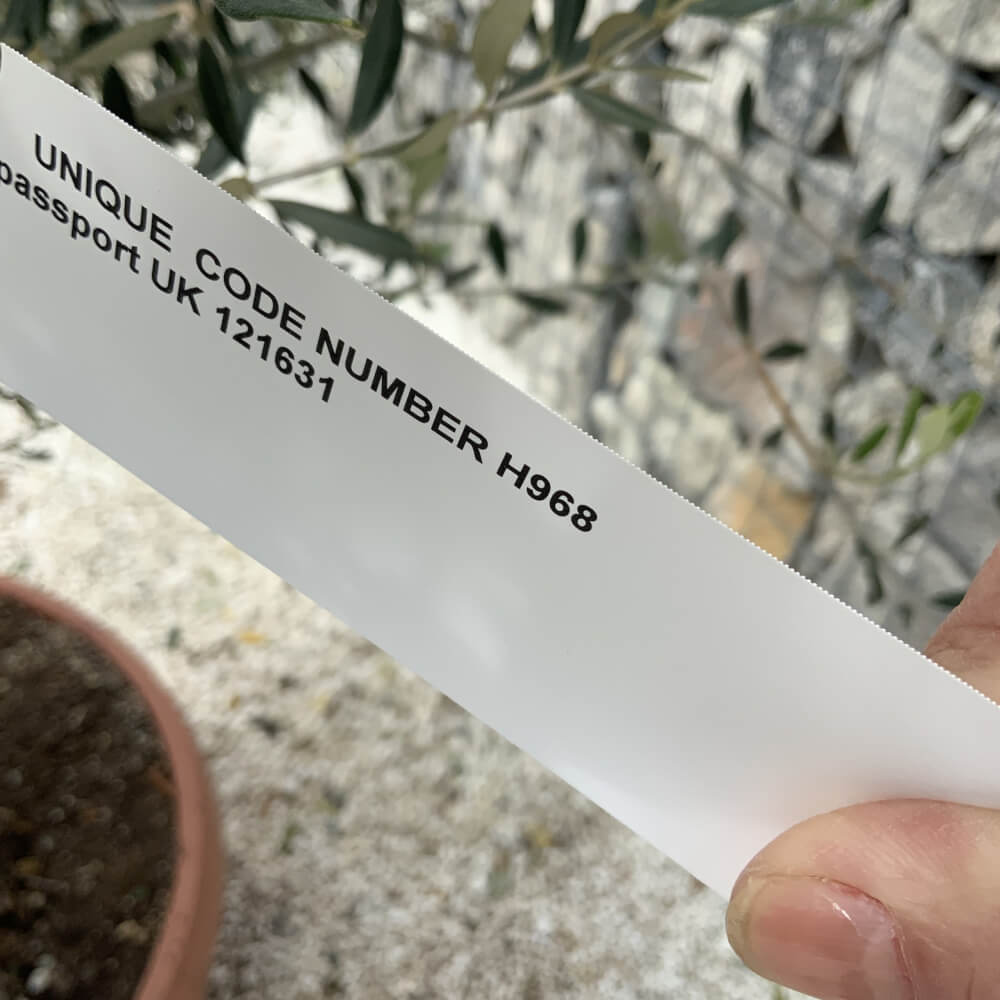 UNIQUE CODE NUMBER H968
passport UK 121631